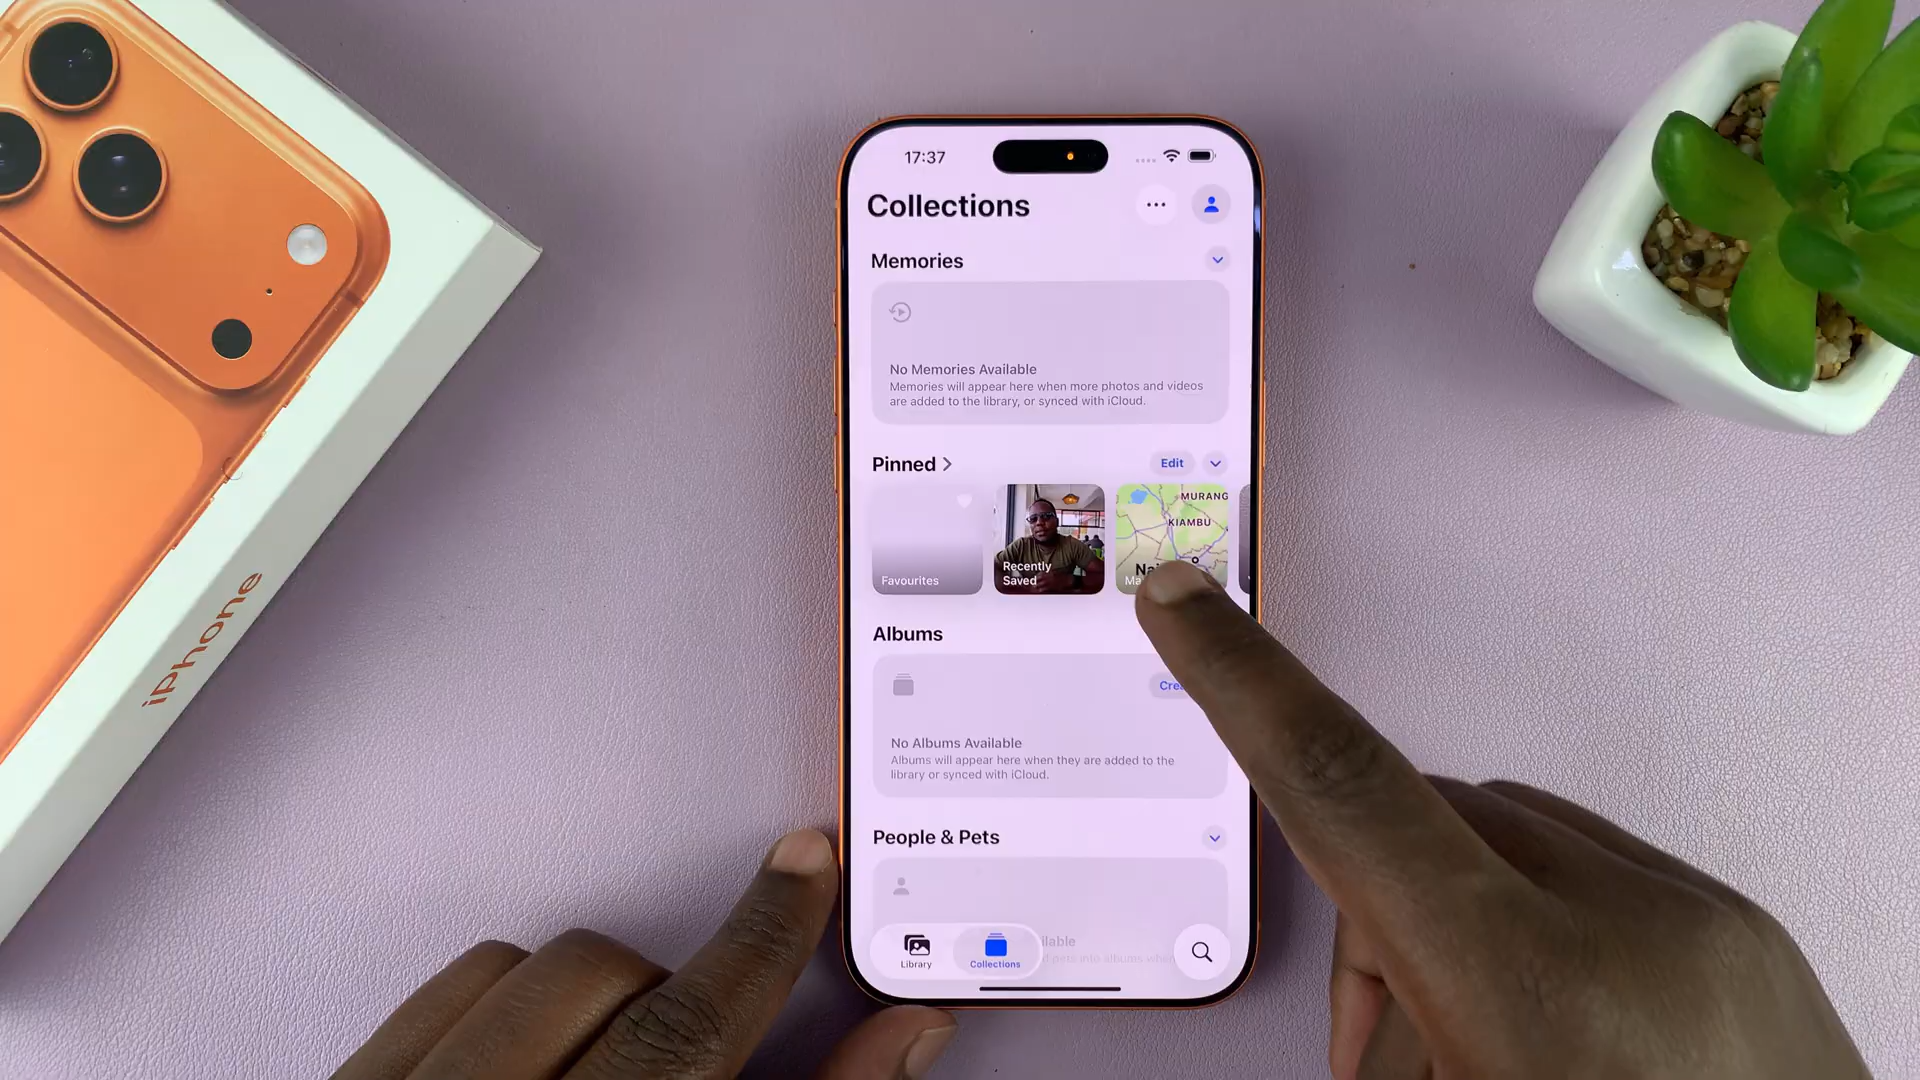 iPhone
17:37
Collections
Memories
No Memories Available
Memories will appear here when more photos and videos
are added to the library, or synced with iCloud.
Pinned
Edit
Favourites
Recently
Saved
MURANG
KIAMBU
Albums
No Albums Available
Albums will appear here when they are added to the
library or synced with iCloud.
People & Pets
Library
Collections